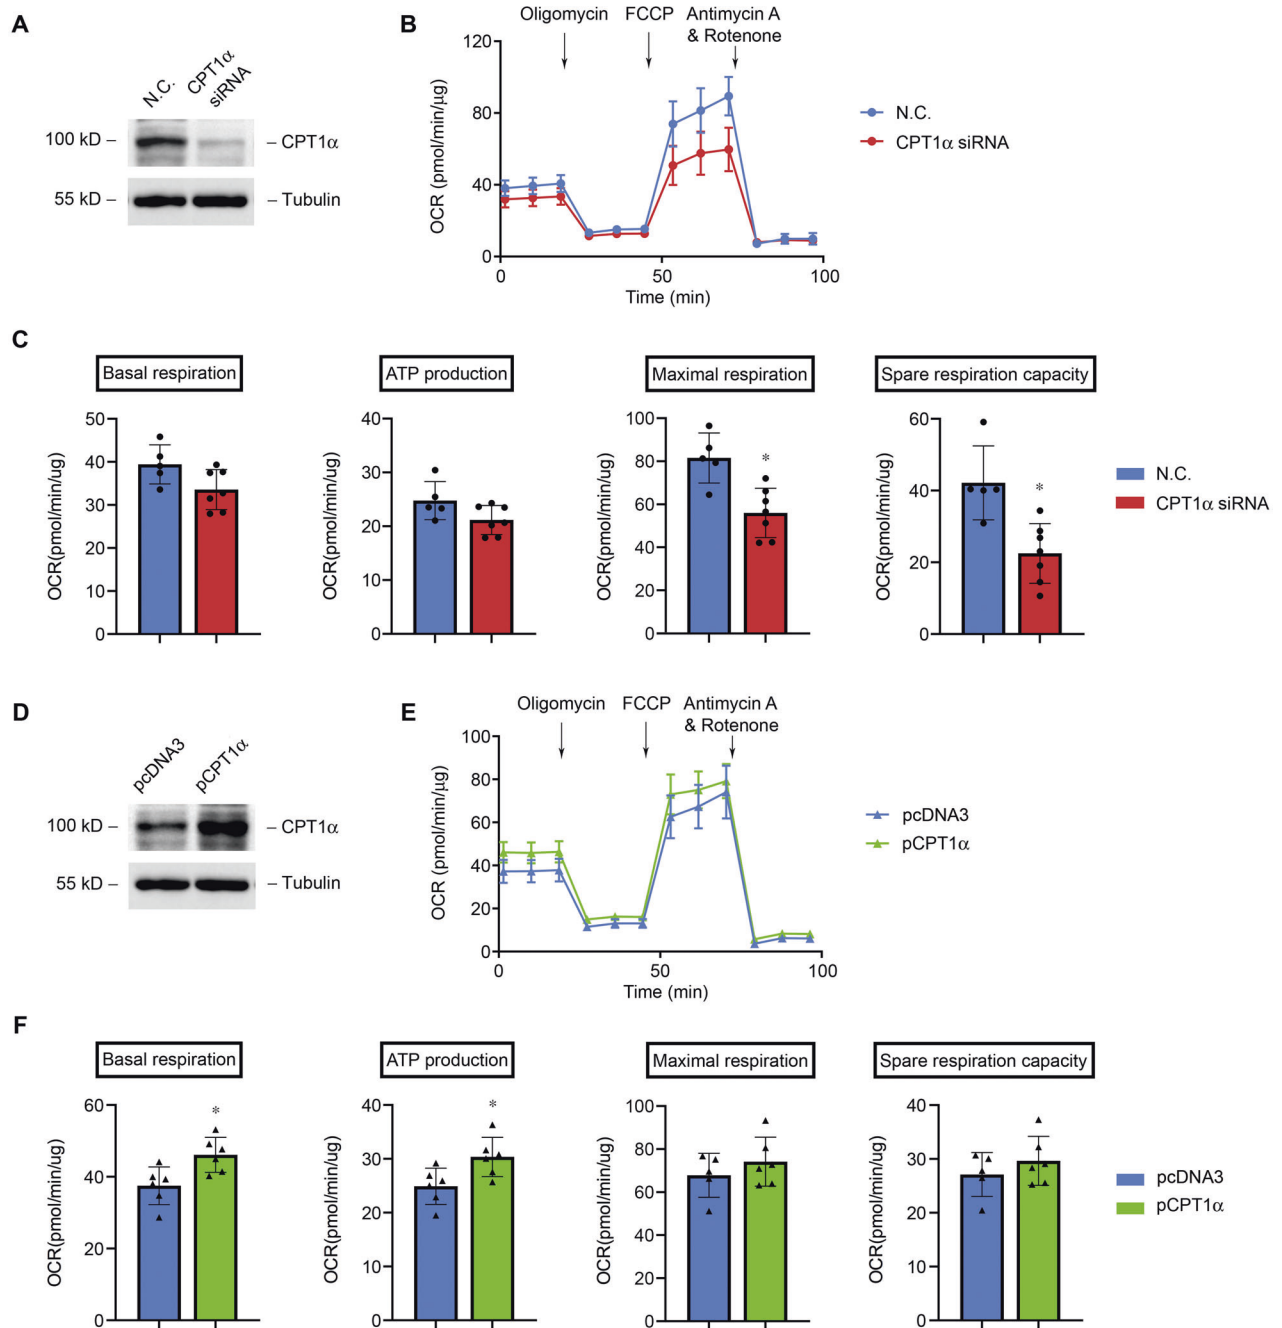 A
N.C.
CPT1α
siRNA
100 kD –
– CPT1α
55 kD –
– Tubulin
B
Oligomycin
FCCP
Antimycin A
& Rotenone
OCR (pmol/min/µg)
120
80
40
0
0
50
100
Time (min)
N.C.
CPT1α siRNA
C
Basal respiration
OCR(pmol/min/ug)
50
40
30
20
10
0
ATP production
OCR(pmol/min/ug)
40
30
20
10
0
Maximal respiration
OCR(pmol/min/ug)
100
80
60
40
20
0
*
Spare respiration capacity
OCR(pmol/min/ug)
60
40
20
0
*
N.C.
CPT1α siRNA
D
pcDNA3
pCPT1α
100 kD –
– CPT1α
55 kD –
– Tubulin
E
Oligomycin
FCCP
Antimycin A
& Rotenone
OCR (pmol/min/µg)
100
80
60
40
20
0
0
50
100
Time (min)
pcDNA3
pCPT1α
F
Basal respiration
OCR(pmol/min/ug)
60
40
20
0
*
ATP production
OCR(pmol/min/ug)
40
30
20
10
0
*
Maximal respiration
OCR(pmol/min/ug)
100
80
60
40
20
0
Spare respiration capacity
OCR(pmol/min/ug)
40
30
20
10
0
pcDNA3
pCPT1α